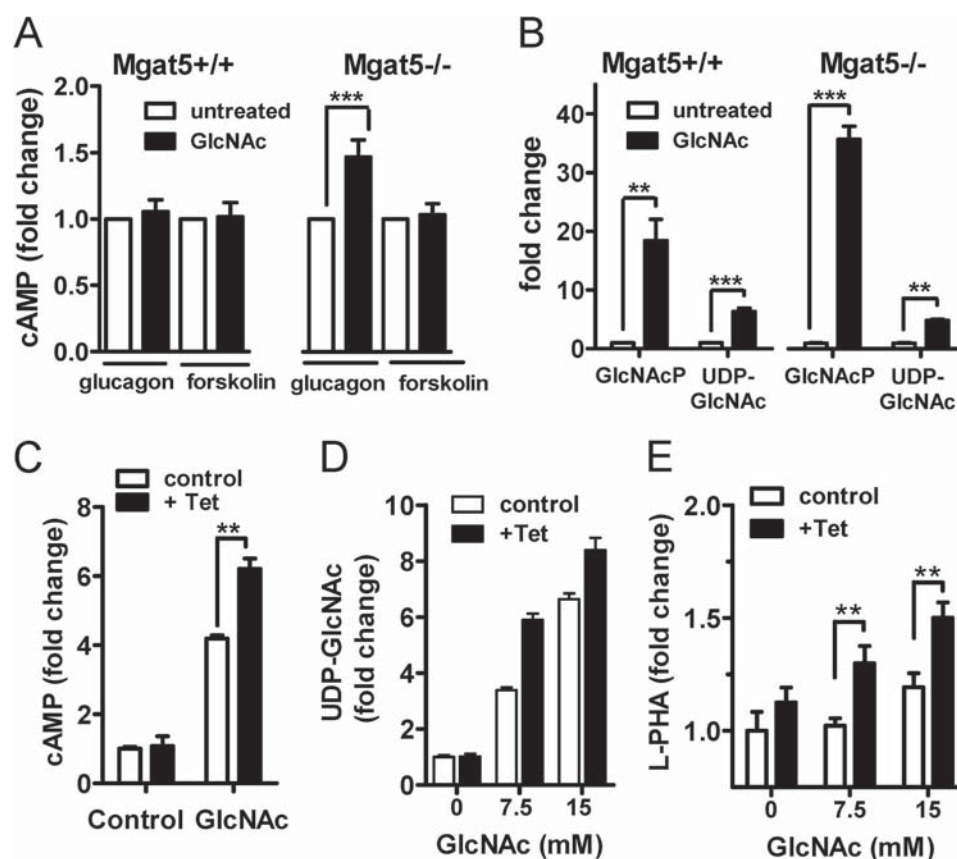 A
Mgat5+/+
Mgat5-/-
untreated
GlcNAc
***
cAMP (fold change)
2.0
1.5
1.0
0.5
0.0
glucagon
forskolin
glucagon
forskolin
B
Mgat5+/+
Mgat5-/-
untreated
GlcNAc
**
***
***
**
fold change
40
30
20
10
0
GlcNAcP
UDP-
GlcNAc
GlcNAcP
UDP-
GlcNAc
C
control
+ Tet
**
cAMP (fold change)
8
6
4
2
0
Control
GlcNAc
D
control
+Tet
UDP-GlcNAc
(fold change)
10
8
6
4
2
0
0
7.5
15
GlcNAc (mM)
E
control
+Tet
**
**
L-PHA (fold change)
2.0
1.5
1.0
0
7.5
15
GlcNAc (mM)